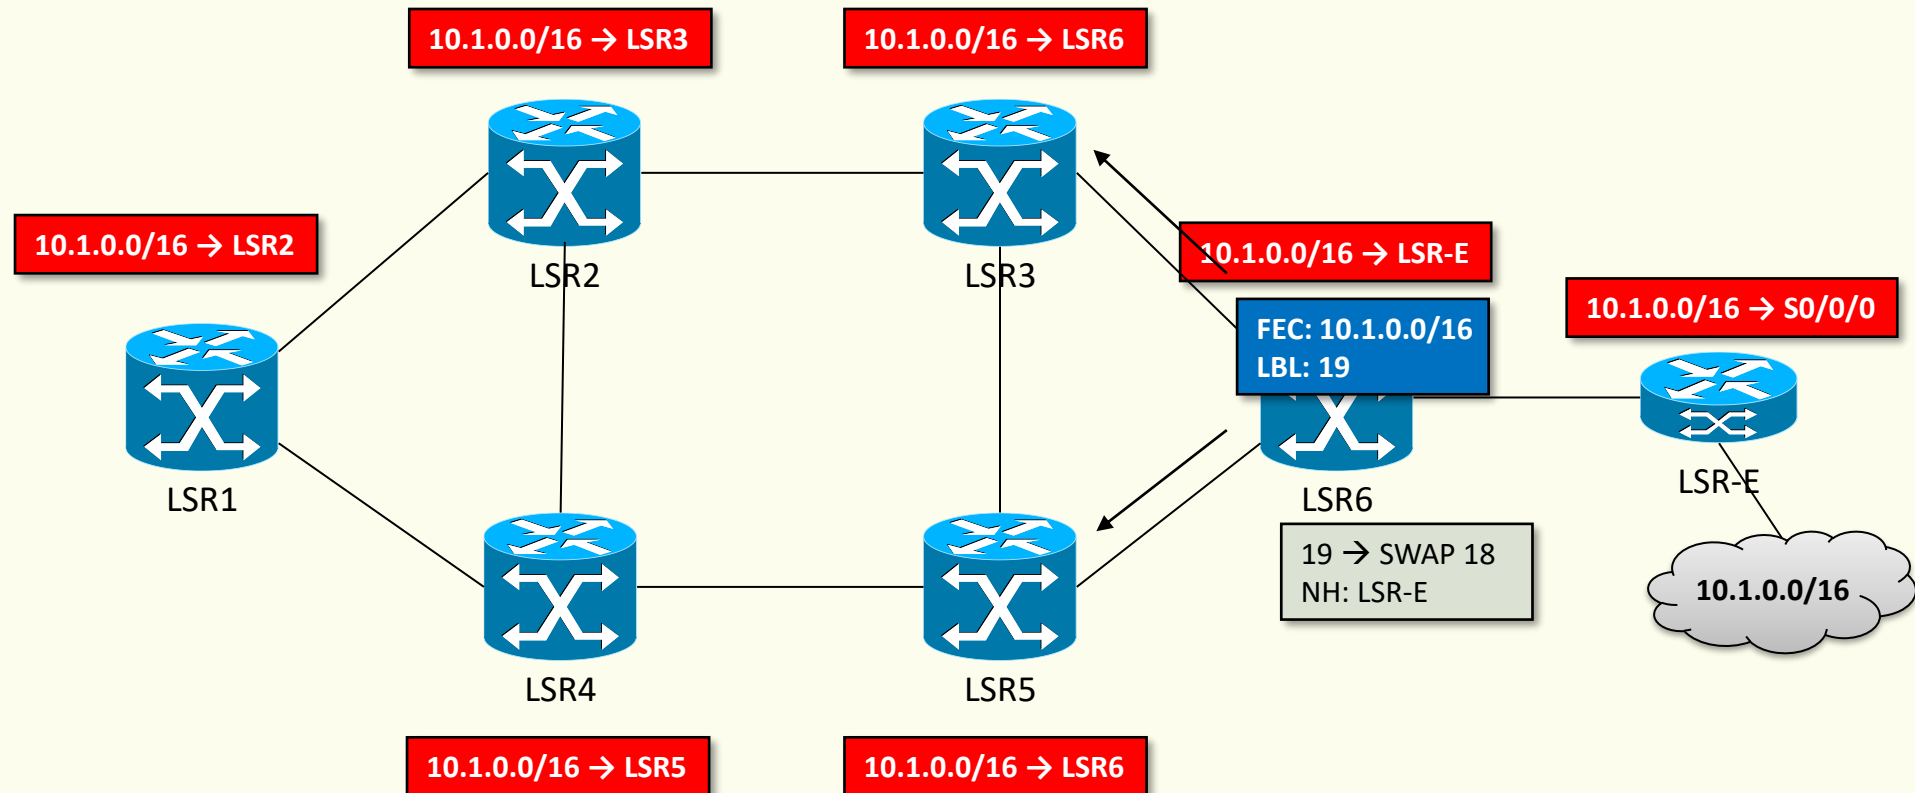 10.1.0.0/16 → LSR3
10.1.0.0/16 → LSR6
LSR2
LSR3
10.1.0.0/16 → LSR2
10.1.0.0/16 → LSR-E
10.1.0.0/16 → S0/0/0
FEC: 10.1.0.0/16
LBL: 19
LSR1
LSR6
LSR-E
19 → SWAP 18
NH: LSR-E
10.1.0.0/16
LSR4
LSR5
10.1.0.0/16 → LSR5
10.1.0.0/16 → LSR6